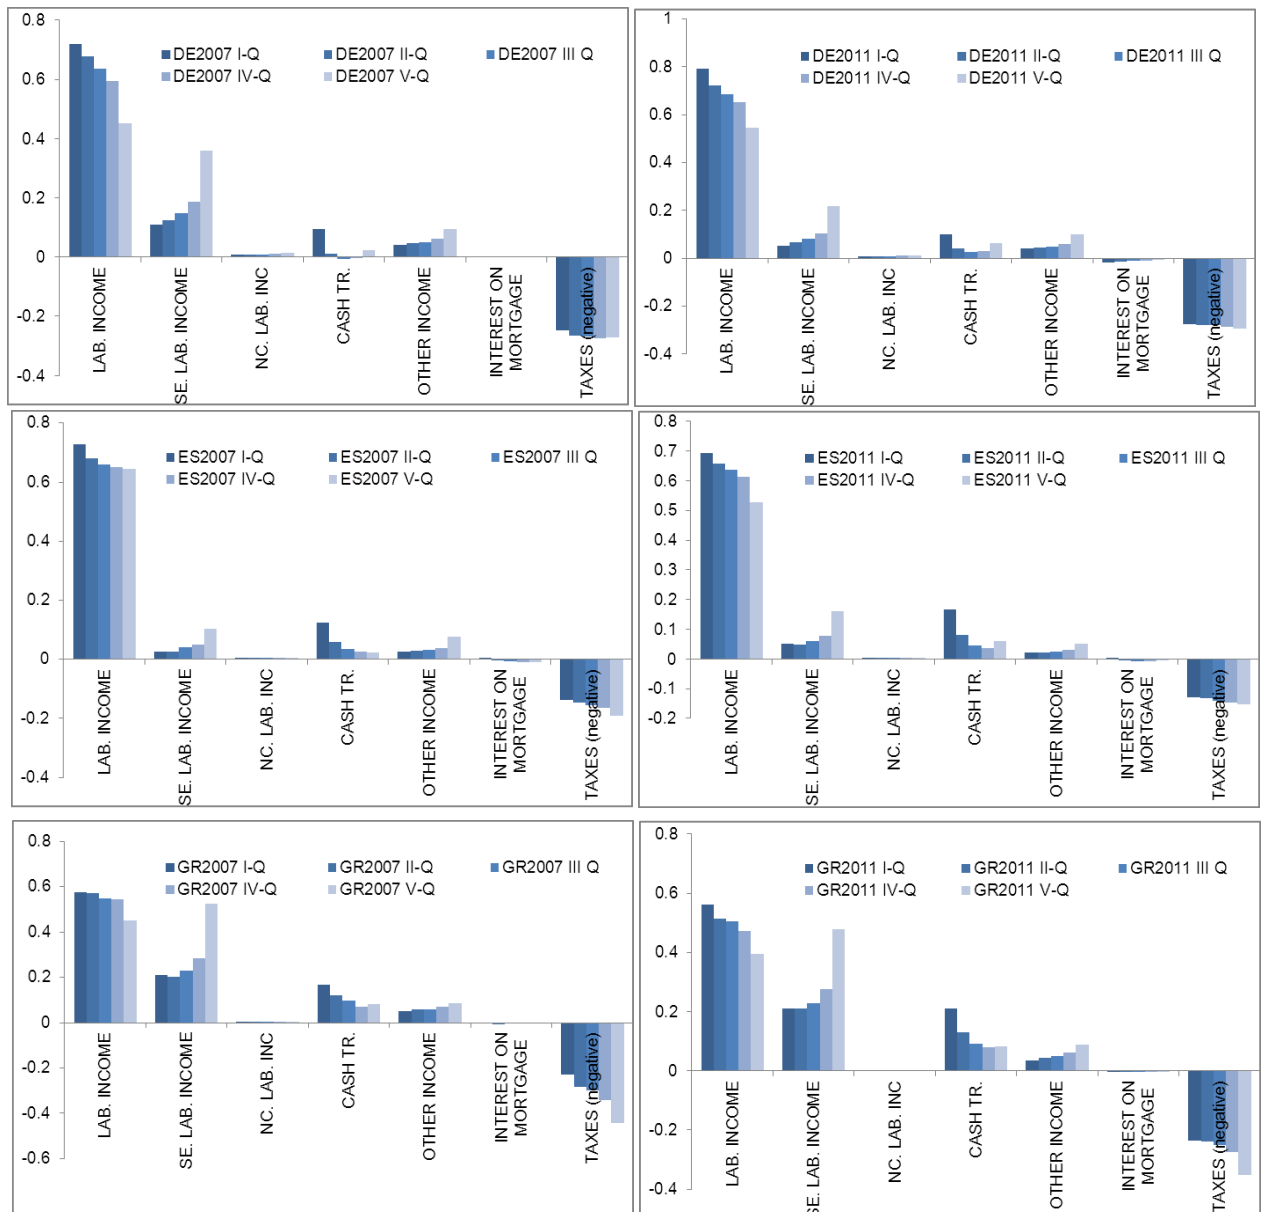 0.8
0.6
0.4
0.2
0
-0.2
-0.4
DE2007 I-Q DE2007 II-Q DE2007 III Q
DE2007 IV-Q DE2007 V-Q
LAB. INCOME
SE. LAB. INCOME
NC. LAB. INC
CASH TR.
OTHER INCOME
INTEREST ON
MORTGAGE
TAXES (negative)
1
0.8
0.6
0.4
0.2
0
-0.2
-0.4
DE2011 I-Q DE2011 II-Q DE2011 III Q
DE2011 IV-Q DE2011 V-Q
LAB. INCOME
SE. LAB. INCOME
NC. LAB. INC
CASH TR.
OTHER INCOME
INTEREST ON
MORTGAGE
TAXES (negative)
0.8
0.6
0.4
0.2
0
-0.2
-0.4
ES2007 I-Q ES2007 II-Q ES2007 III Q
ES2007 IV-Q ES2007 V-Q
LAB. INCOME
SE. LAB. INCOME
NC. LAB. INC
CASH TR.
OTHER INCOME
INTEREST ON
MORTGAGE
TAXES (negative)
0.8
0.7
0.6
0.5
0.4
0.3
0.2
0.1
0
-0.1
-0.2
ES2011 I-Q ES2011 II-Q ES2011 III Q
ES2011 IV-Q ES2011 V-Q
LAB. INCOME
SE. LAB. INCOME
NC. LAB. INC
CASH TR.
OTHER INCOME
INTEREST ON
MORTGAGE
TAXES (negative)
0.8
0.6
0.4
0.2
0
-0.2
-0.4
-0.6
GR2007 I-Q GR2007 II-Q GR2007 III Q
GR2007 IV-Q GR2007 V-Q
LAB. INCOME
SE. LAB. INCOME
NC. LAB. INC
CASH TR.
OTHER INCOME
INTEREST ON
MORTGAGE
TAXES (negative)
0.8
0.6
0.4
0.2
0
-0.2
-0.4
GR2011 I-Q GR2011 II-Q GR2011 III Q
GR2011 IV-Q GR2011 V-Q
LAB. INCOME
SE. LAB. INCOME
NC. LAB. INC
CASH TR.
OTHER INCOME
INTEREST ON
MORTGAGE
TAXES (negative)